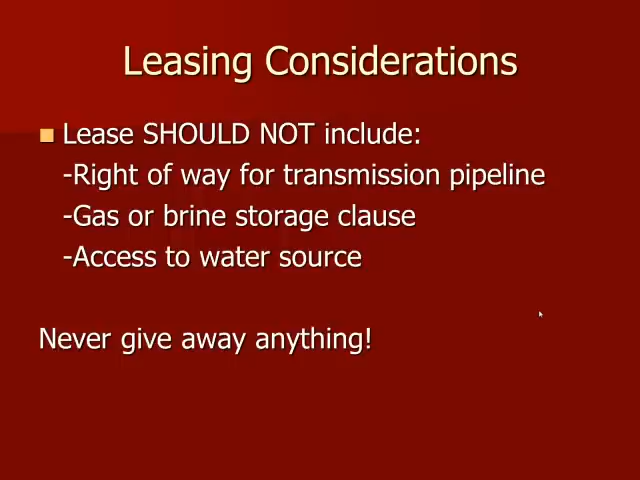 Leasing Considerations
Lease SHOULD NOT include:
-Right of way for transmission pipeline
-Gas or brine storage clause
-Access to water source
Never give away anything!